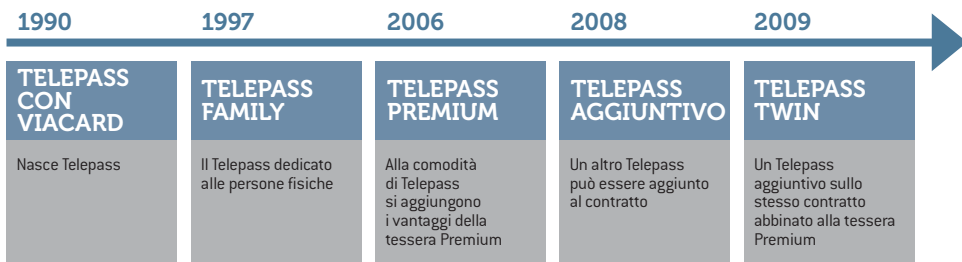 1990
1997
2006
2008
2009
TELEPASS
CON
VIACARD
Nasce Telepass
TELEPASS
FAMILY
Il Telepass dedicato
alle persone fisiche
TELEPASS
PREMIUM
Alla comodità
di Telepass
si aggiungono
i vantaggi della
tessera Premium
TELEPASS
AGGIUNTIVO
Un altro Telepass
può essere aggiunto
al contratto
TELEPASS
TWIN
Un Telepass
aggiuntivo sullo
stesso contratto
abbinato alla tessera
Premium